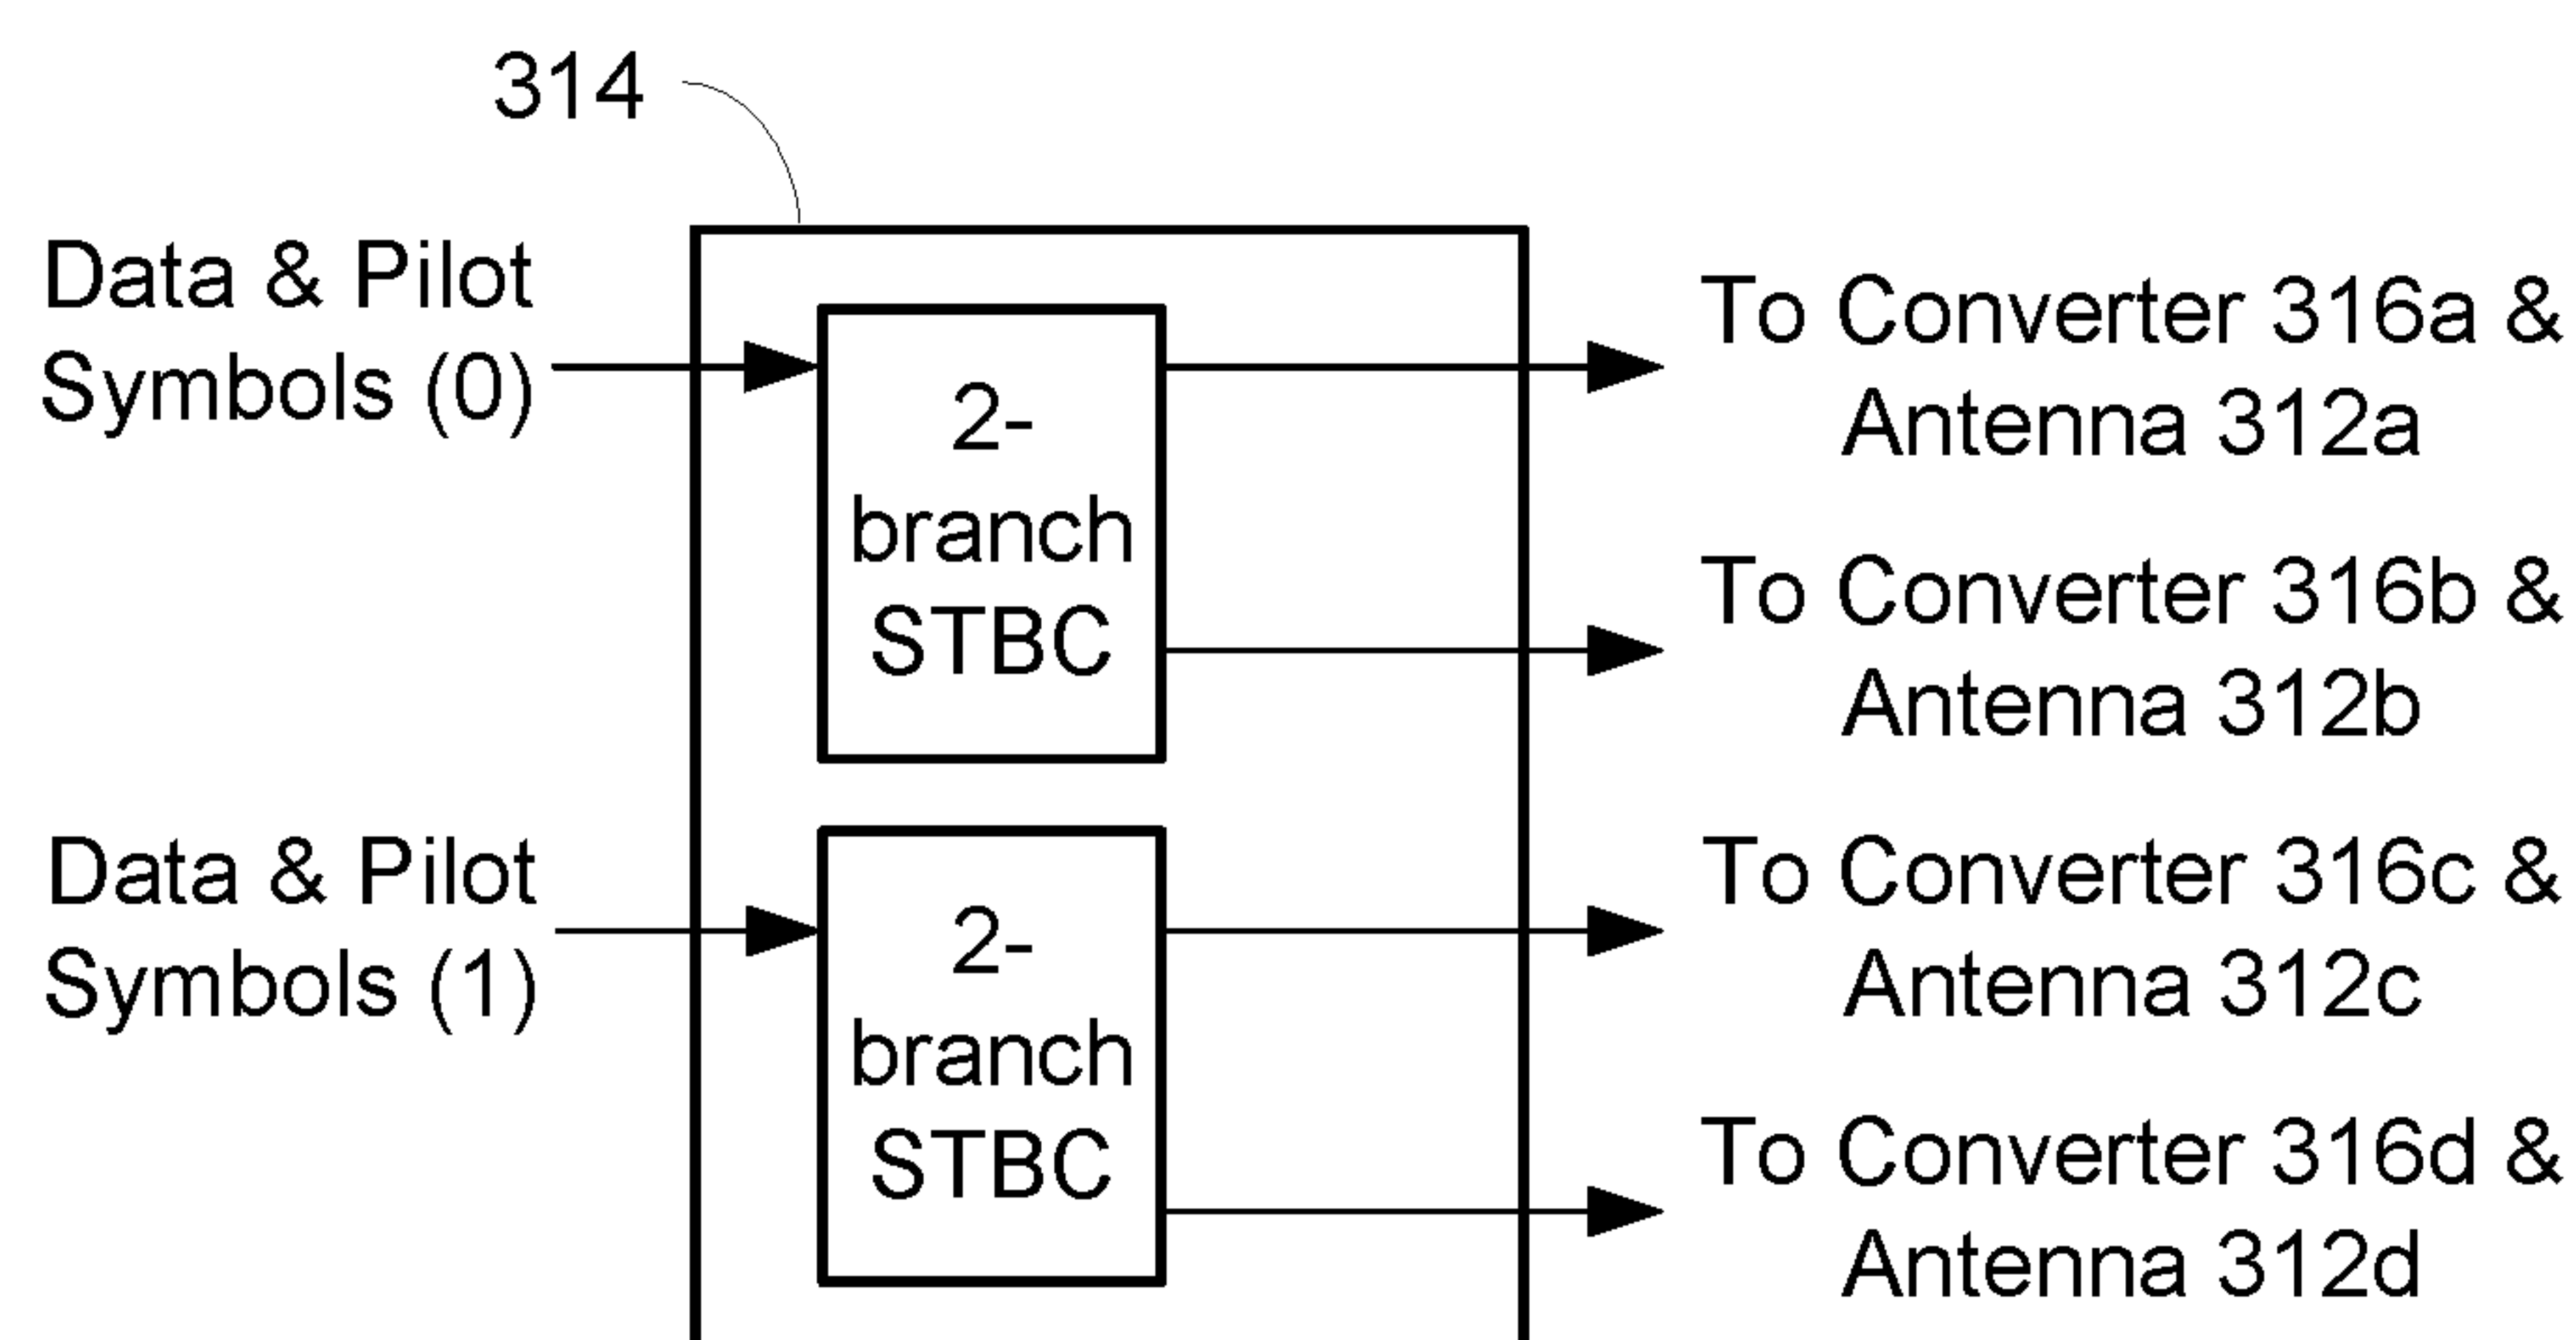 314
Data & Pilot
Symbols (0)
2-
branch
STBC
To Converter 316a &
Antenna 312a
To Converter 316b &
Antenna 312b
Data & Pilot
Symbols (1)
2-
branch
STBC
To Converter 316c &
Antenna 312c
To Converter 316d &
Antenna 312d